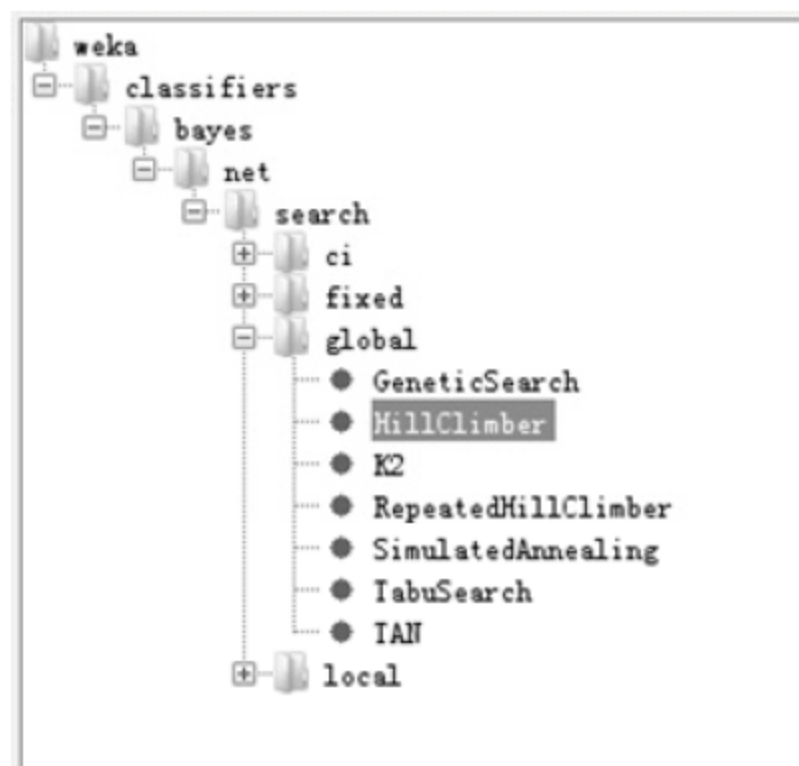 weka
classifiers
bayes
net
search
ci
fixed
global
GeneticSearch
HillClimber
K2
RepeatedHillClimber
SimulatedAnnealing
TabuSearch
TAN
local